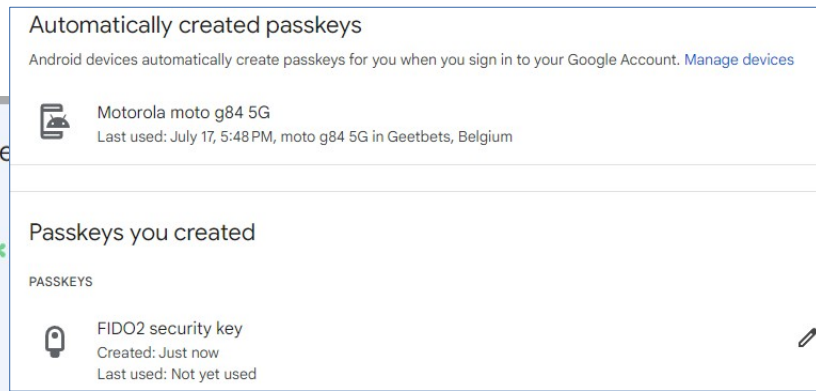 Automatically created passkeys
Android devices automatically create passkeys for you when you sign in to your Google Account. Manage devices
Motorola moto g84 5G
Last used: July 17, 5:48 PM, moto g84 5G in Geetbets, Belgium
Passkeys you created
PASSKEYS
FIDO2 security key
Created: Just now
Last used: Not yet used